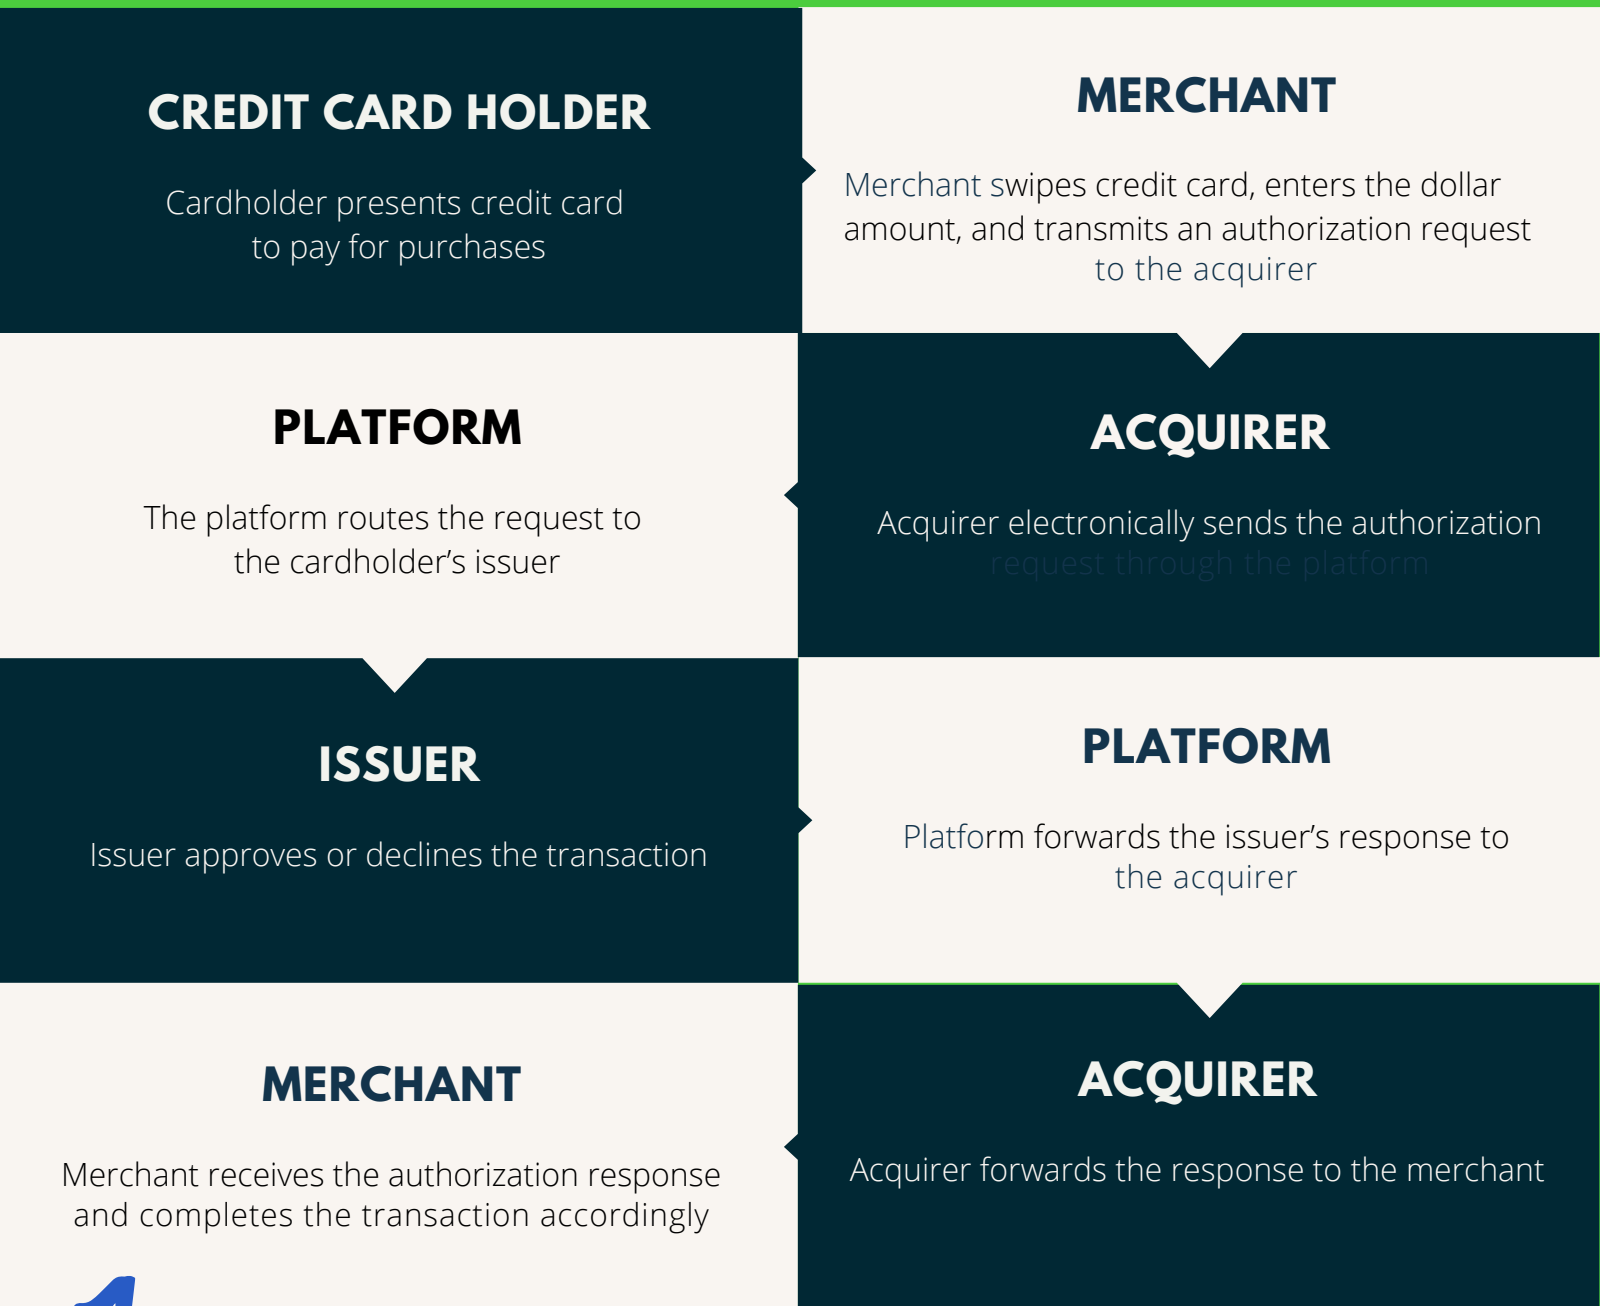 CREDIT CARD HOLDER
Cardholder presents credit card
to pay for purchases
MERCHANT
Merchant swipes credit card, enters the dollar
amount, and transmits an authorization request
to the acquirer
ACQUIRER
Acquirer electronically sends the authorization
request through the platform
PLATFORM
The platform routes the request to
the cardholder’s issuer
ISSUER
Issuer approves or declines the transaction
PLATFORM
Platform forwards the issuer’s response to
the acquirer
ACQUIRER
Acquirer forwards the response to the merchant
MERCHANT
Merchant receives the authorization response
and completes the transaction accordingly